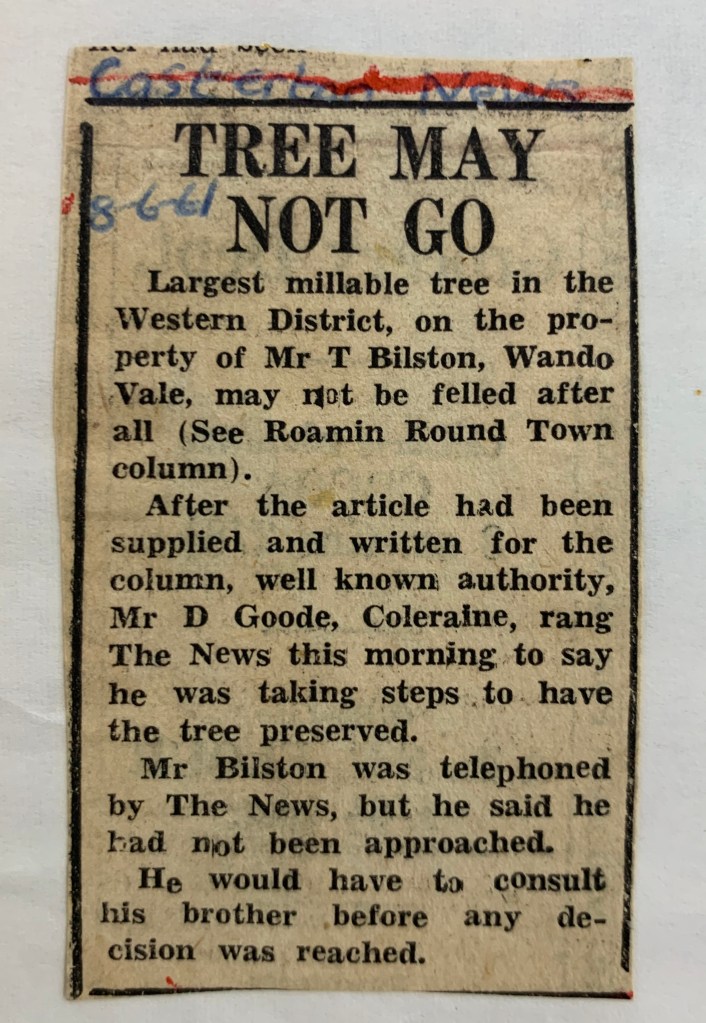 her had seen
Casterton News
TREE MAY
8-6-61
NOT GO
Largest millable tree in the
Western District, on the pro-
perty of Mr T Bilston, Wando
Vale, may not be felled after
all (See Roamin Round Town
column).
After the article had been
supplied and written for the
column, well known authority,
Mr D Goode, Coleraine, rang
The News this morning to say
he was taking steps to have
the tree preserved.
Mr Bilston was telephoned
by The News, but he said he
had not been approached.
He would have to consult
his brother before any de-
cision was reached.